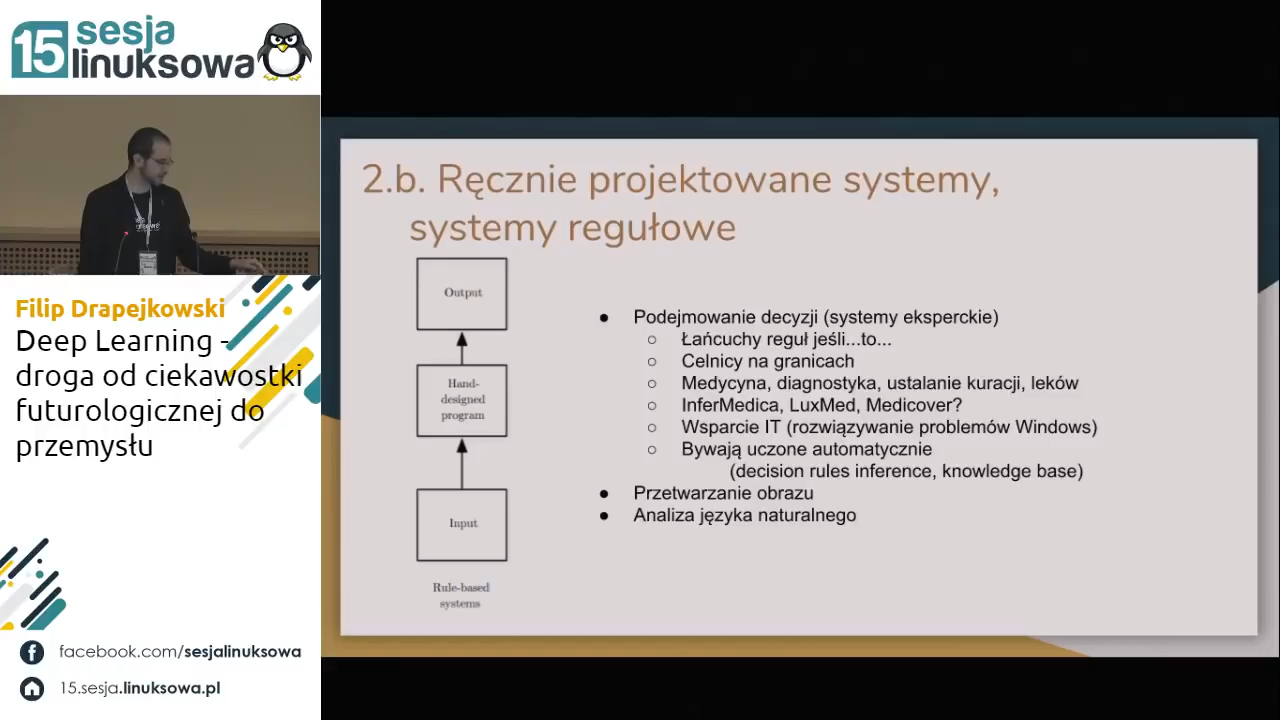 15 sesja
linuksowa
Filip Drapejkowski
Deep Learning -
droga od ciekawostki
futurologicznej do
przemysłu
facebook.com/sesjalinuksowa
15.sesja.linuksowa.pl
2.b. Ręcznie projektowane systemy,
systemy regułowe
Output
Hand-
designed
program
Input
Rule-based
systems
● Podejmowanie decyzji (systemy eksperckie)
○ Łańcuchy reguł jeśli...to...
○ Celnicy na granicach
○ Medycyna, diagnostyka, ustalanie kuracji, leków
○ InferMedica, LuxMed, Medicover?
○ Wsparcie IT (rozwiązywanie problemów Windows)
○ Bywają uczone automatycznie
(decision rules inference, knowledge base)
● Przetwarzanie obrazu
● Analiza języka naturalnego